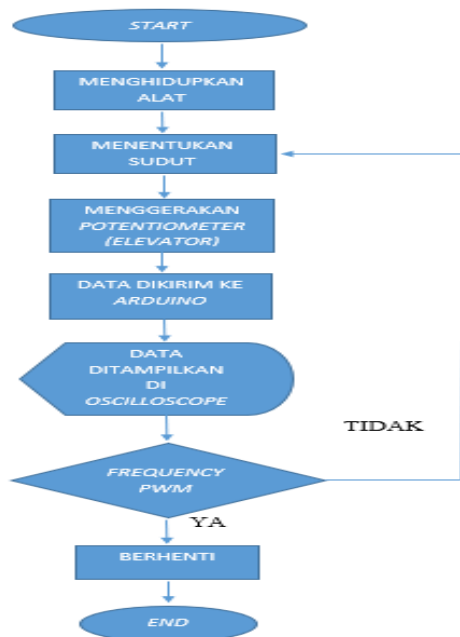 START
MENGHIDUPKAN
ALAT
MENENTUKAN
SUDUT
MENGGERAKAN
POTENTIOMETER
(ELEVATOR)
DATA DIKIRIM KE
ARDUINO
DATA
DITAMPILKAN
DI
OSCILLOSCOPE
TIDAK
FREQUENCY
PWM
YA
BERHENTI
END